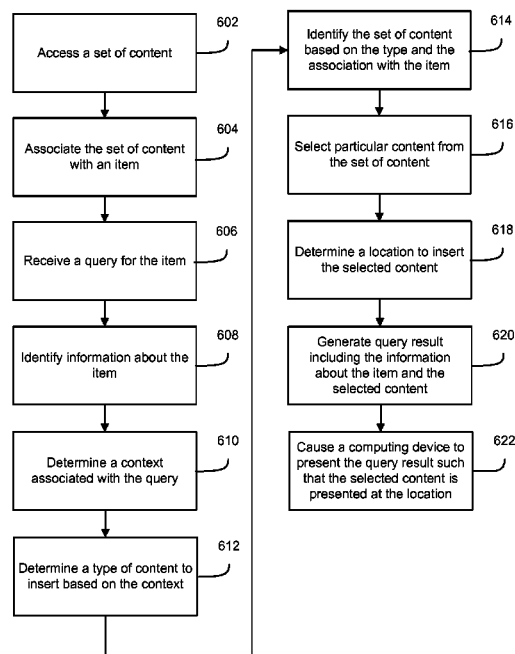 602
Access a set of content
604
Associate the set of content
with an item
606
Receive a query for the item
608
Identify information about the
item
610
Determine a context
associated with the query
612
Determine a type of content to
insert based on the context
614
Identify the set of content
based on the type and the
association with the item
616
Select particular content from
the set of content
618
Determine a location to insert
the selected content
620
Generate query result
including the information
about the item and the
selected content
622
Cause a computing device to
present the query result such
that the selected content is
presented at the location